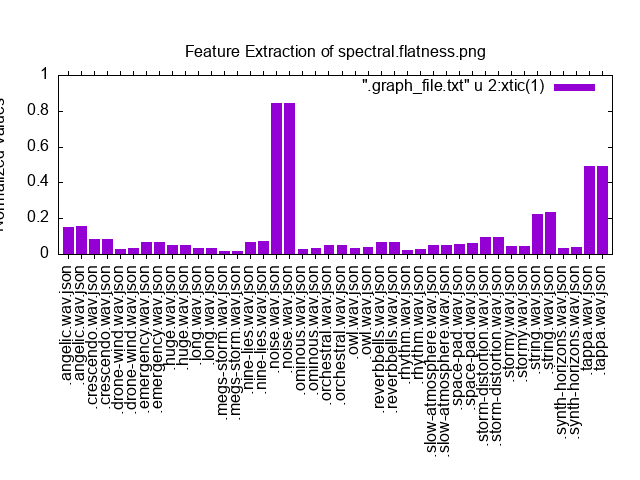 Feature Extraction of spectral.flatness.png
Normalized Values
".graph_file.txt" u 2:xtic(1)
1
0.8
0.6
0.4
0.2
0
.angelic.wav.json
.angelic.wav.json
.crescendo.wav.json
.crescendo.wav.json
.drone-wind.wav.json
.drone-wind.wav.json
.emergency.wav.json
.emergency.wav.json
.huge.wav.json
.huge.wav.json
.long.wav.json
.long.wav.json
.megs-storm.wav.json
.megs-storm.wav.json
.nine-lies.wav.json
.nine-lies.wav.json
.noise.wav.json
.noise.wav.json
.ominous.wav.json
.ominous.wav.json
.orchestral.wav.json
.orchestral.wav.json
.owl.wav.json
.owl.wav.json
.reverbbells.wav.json
.reverbbells.wav.json
.rhythm.wav.json
.rhythm.wav.json
.slow-atmosphere.wav.json
.slow-atmosphere.wav.json
.space-pad.wav.json
.space-pad.wav.json
.storm-distortion.wav.json
.storm-distortion.wav.json
.stormy.wav.json
.stormy.wav.json
.string.wav.json
.string.wav.json
.synth-horizons.wav.json
.synth-horizons.wav.json
.tappa.wav.json
.tappa.wav.json